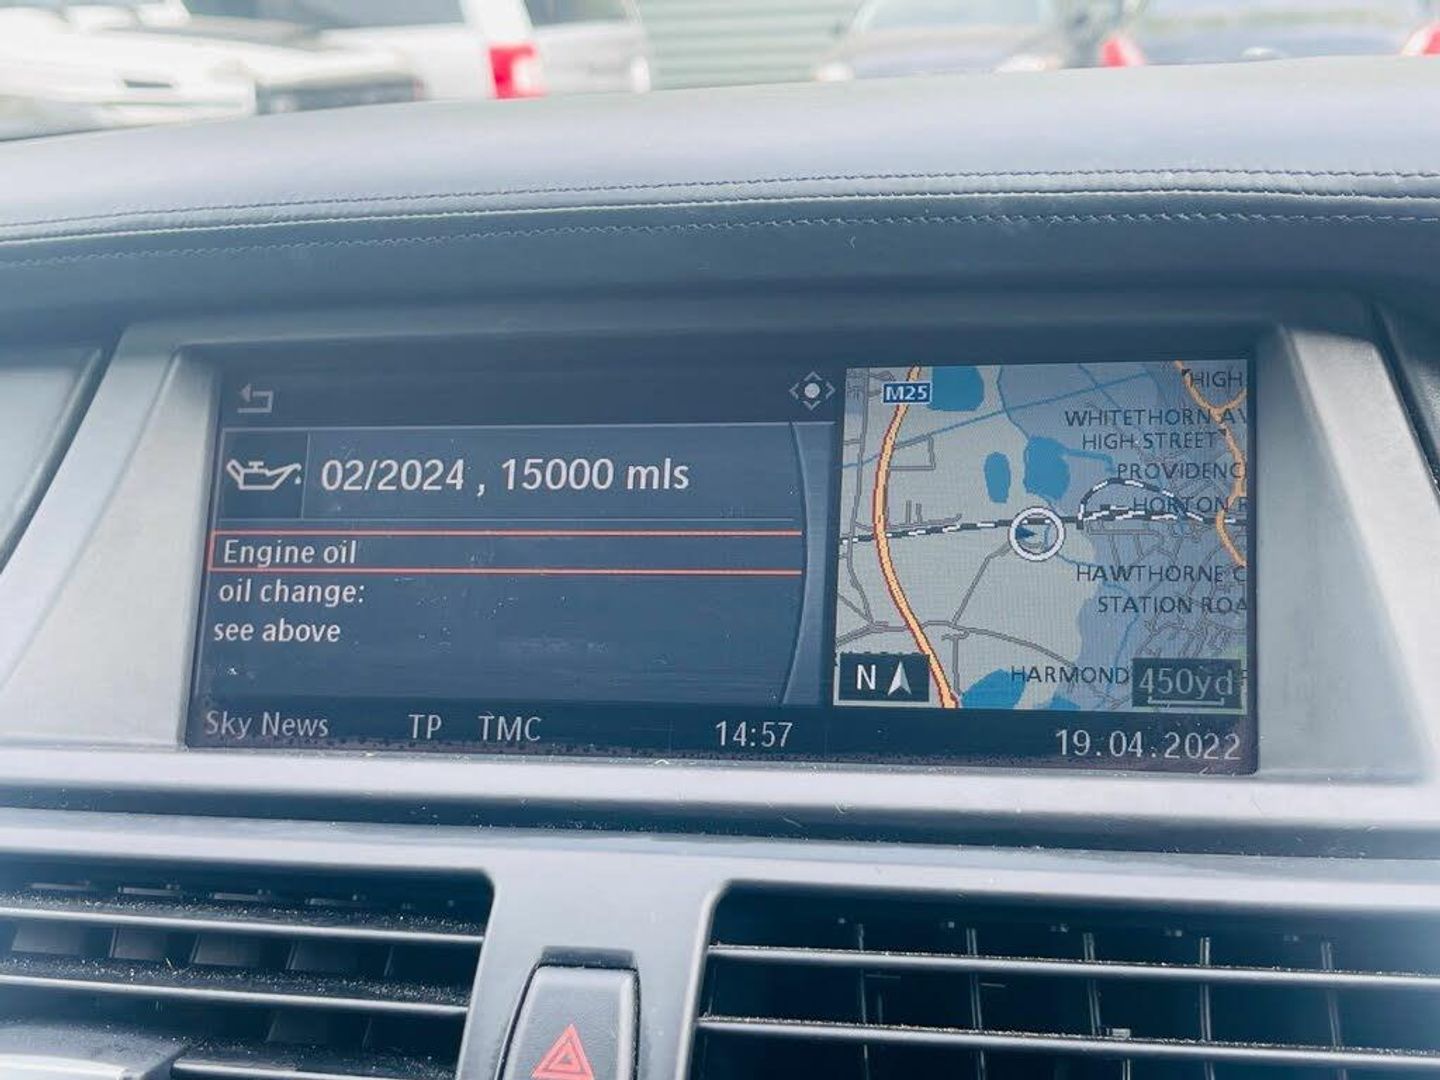 02/2024 , 15000 mls
Engine oil
oil change:
see above
Sky News TP TMC 14:57 19.04.2022
M25
HIGH
WHITETHORN AV
HIGH STREET
PROVIDENC
HORTON R
HAWTHORNE C
STATION ROA
HARMOND
N
450yd